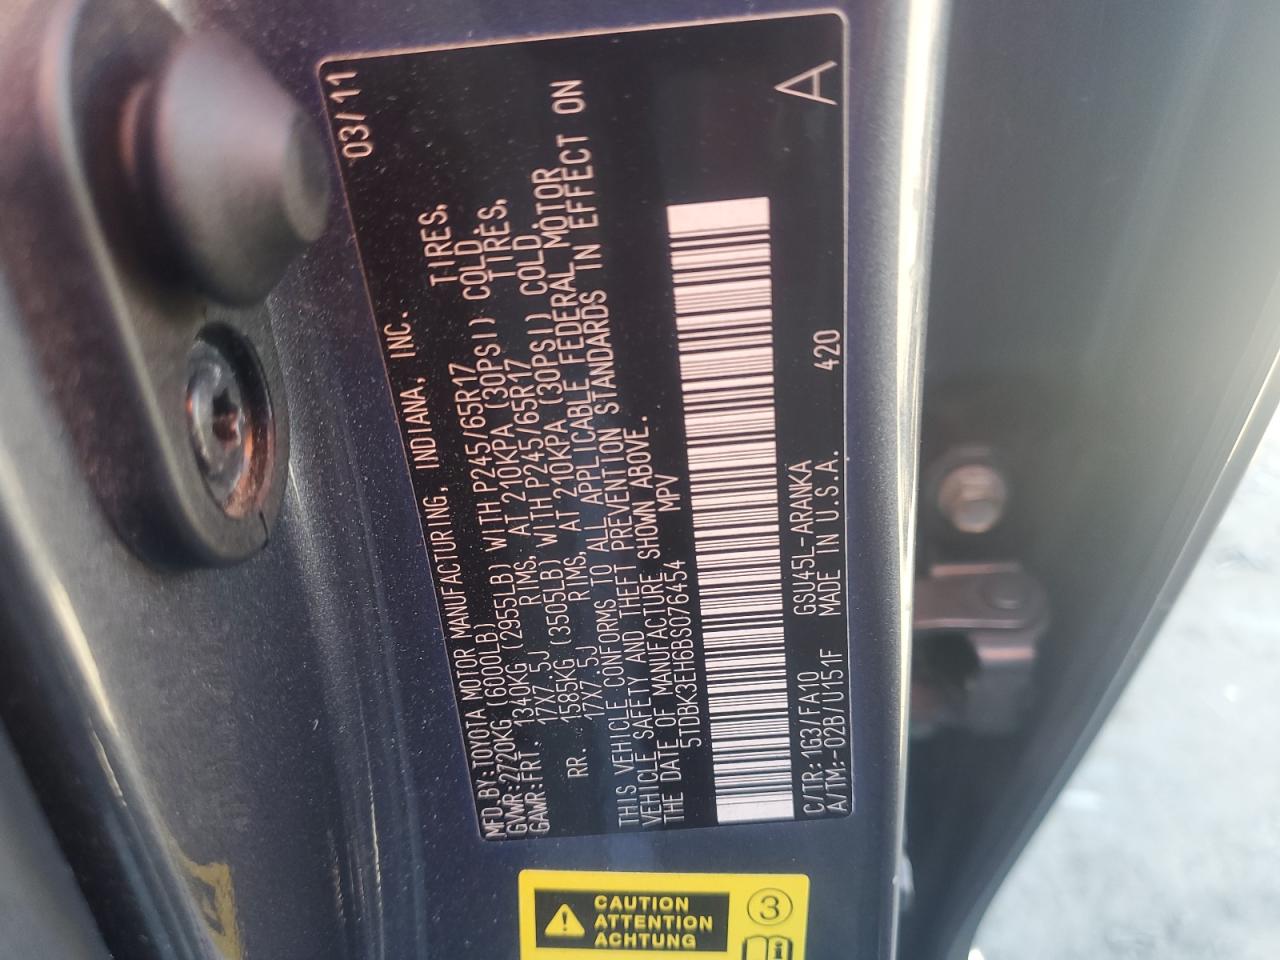 MFD.BY:TOYOTA MOTOR MANUFACTURING, INDIANA, INC. 03/11
GVWR:2720KG (6000LB)
GAWR:FRT. 1340KG (2955LB) WITH P245/65R17 TIRES,
17X7.5J RIMS, AT 210KPA (30PSI) COLD
RR. 1585KG (3505LB) WITH P245/65R17 TIRES,
17X7.5J RIMS, AT 210KPA (30PSI) COLD
THIS VEHICLE CONFORMS TO ALL APPLICABLE FEDERAL MOTOR
VEHICLE SAFETY AND THEFT PREVENTION STANDARDS IN EFFECT ON
THE DATE OF MANUFACTURE SHOWN ABOVE.
5TDBK3EH6BS076454 MPV
C/TR:1G3/FA10 GSU45L-ARANKA
A/TM:-02B/U151F MADE IN U.S.A. 420 A
CAUTION
ATTENTION
ACHTUNG
3